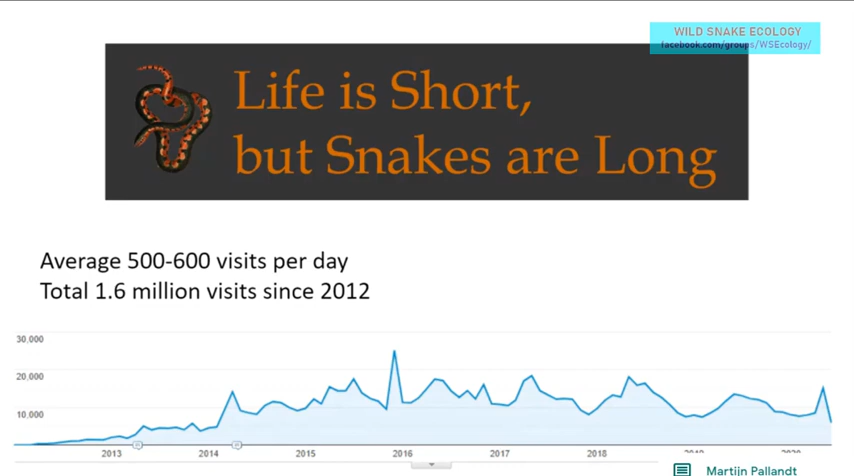 WILD SNAKE ECOLOGY
facebook.com/groups/WSEcology/
Life is Short,
but Snakes are Long
Average 500-600 visits per day
Total 1.6 million visits since 2012
30,000
20,000
10,000
2013 2014 2015 2016 2017 2018 2019 2020
Martijn Pallandt